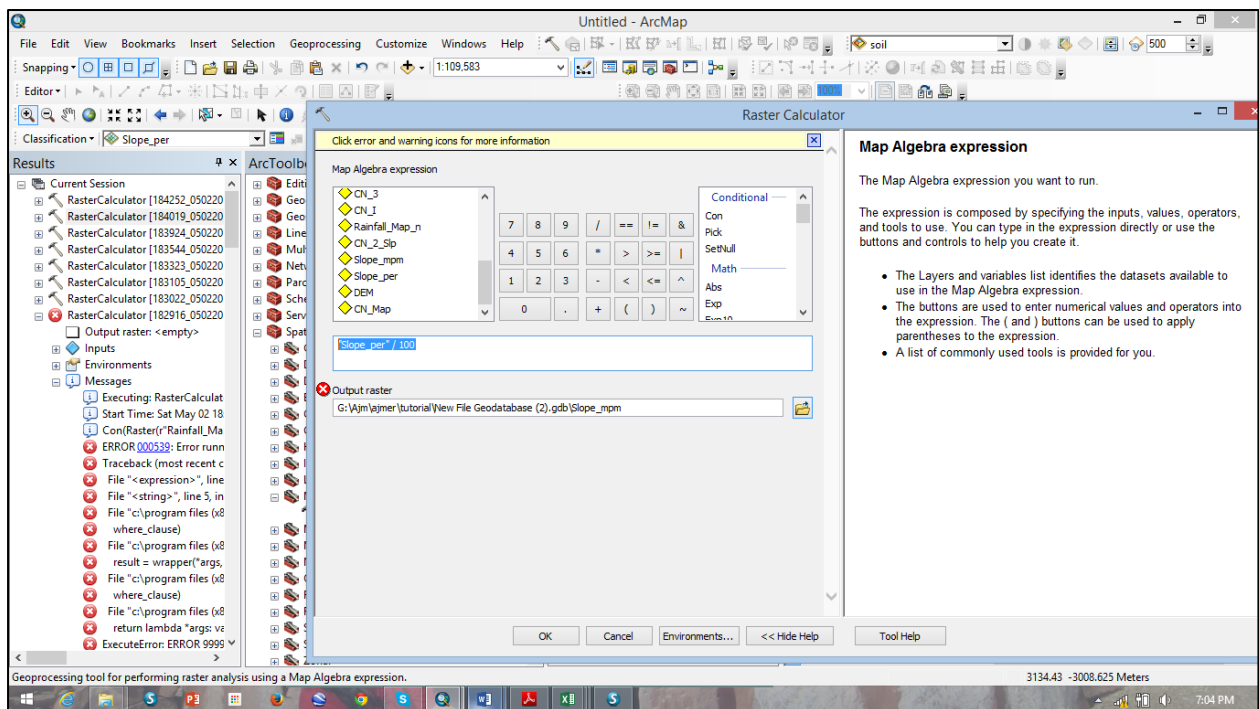 Untitled - ArcMap
File Edit View Bookmarks Insert Selection Geoprocessing Customize Windows Help
soil
500
Snapping
1:109,583
Editor
100%
Raster Calculator
Classification
Slope_per
Results
ArcToolbo
Current Session
RasterCalculator [184252_050220
RasterCalculator [184019_050220
RasterCalculator [183924_050220
RasterCalculator [183544_050220
RasterCalculator [183323_050220
RasterCalculator [183105_050220
RasterCalculator [183022_050220
RasterCalculator [182916_050220
Output raster: <empty>
Inputs
Environments
Messages
Executing: RasterCalculat
Start Time: Sat May 02 18
Con(Raster(r"Rainfall_Ma
ERROR 000539: Error runn
Traceback (most recent c
File "<expression>", line
File "<string>", line 5, in
File "c:\program files (x8
where_clause)
File "c:\program files (x8
result = wrapper(*args,
File "c:\program files (x8
where_clause)
File "c:\program files (x8
return lambda *args: va
ExecuteError: ERROR 9999
Editi
Geo
Geo
Line
Mul
Netv
Parc
Sche
Serv
Spat
Click error and warning icons for more information
Map Algebra expression
CN_3
CN_I
Rainfall_Map_n
CN_2_Slp
Slope_mpm
Slope_per
DEM
CN_Map
7 8 9 / == != &
4 5 6 * > >= |
1 2 3 - < <= ^
0 . + ( ) ~
Conditional
Con
Pick
SetNull
Math
Abs
Exp
Exp10
"Slope_per" / 100
Output raster
G:\Ajm\ajmer\tutorial\New File Geodatabase (2).gdb\Slope_mpm
OK Cancel Environments... << Hide Help Tool Help
Map Algebra expression
The Map Algebra expression you want to run.
The expression is composed by specifying the inputs, values, operators,
and tools to use. You can type in the expression directly or use the
buttons and controls to help you create it.
• The Layers and variables list identifies the datasets available to
use in the Map Algebra expression.
• The buttons are used to enter numerical values and operators into
the expression. The ( and ) buttons can be used to apply
parentheses to the expression.
• A list of commonly used tools is provided for you.
Geoprocessing tool for performing raster analysis using a Map Algebra expression.
3134.43 -3008.625 Meters
7:04 PM